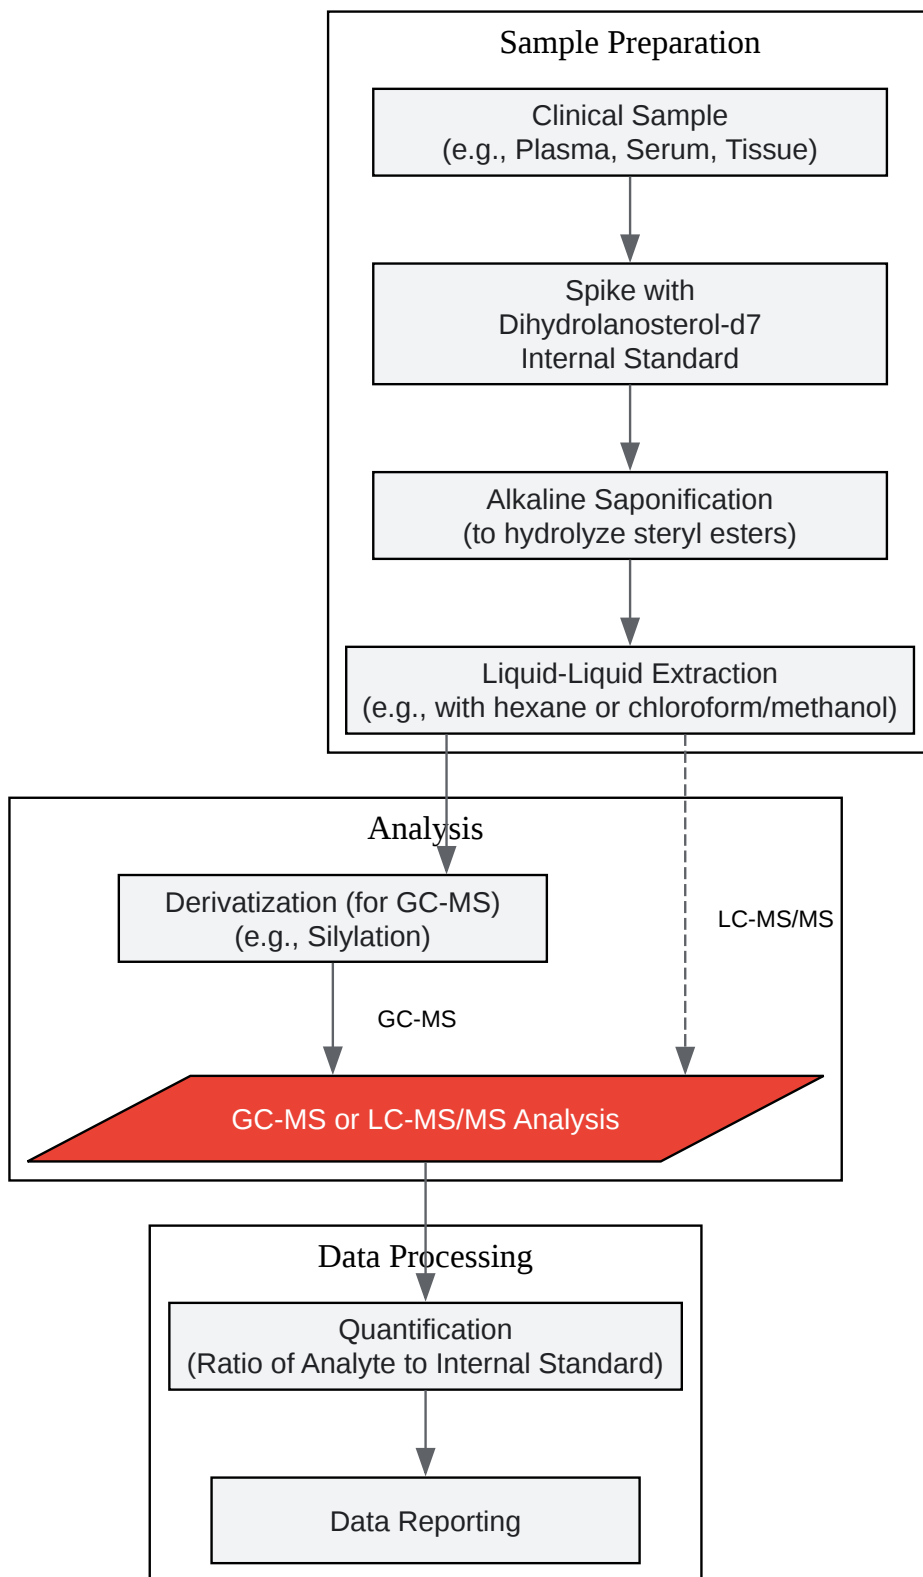 Sample Preparation
Clinical Sample
(e.g., Plasma, Serum, Tissue)
Spike with
Dihydrolanosterol-d7
Internal Standard
Alkaline Saponification
(to hydrolyze steryl esters)
Liquid-Liquid Extraction
(e.g., with hexane or chloroform/methanol)
Analysis
Derivatization (for GC-MS)
(e.g., Silylation)
LC-MS/MS
GC-MS
GC-MS or LC-MS/MS Analysis
Data Processing
Quantification
(Ratio of Analyte to Internal Standard)
Data Reporting